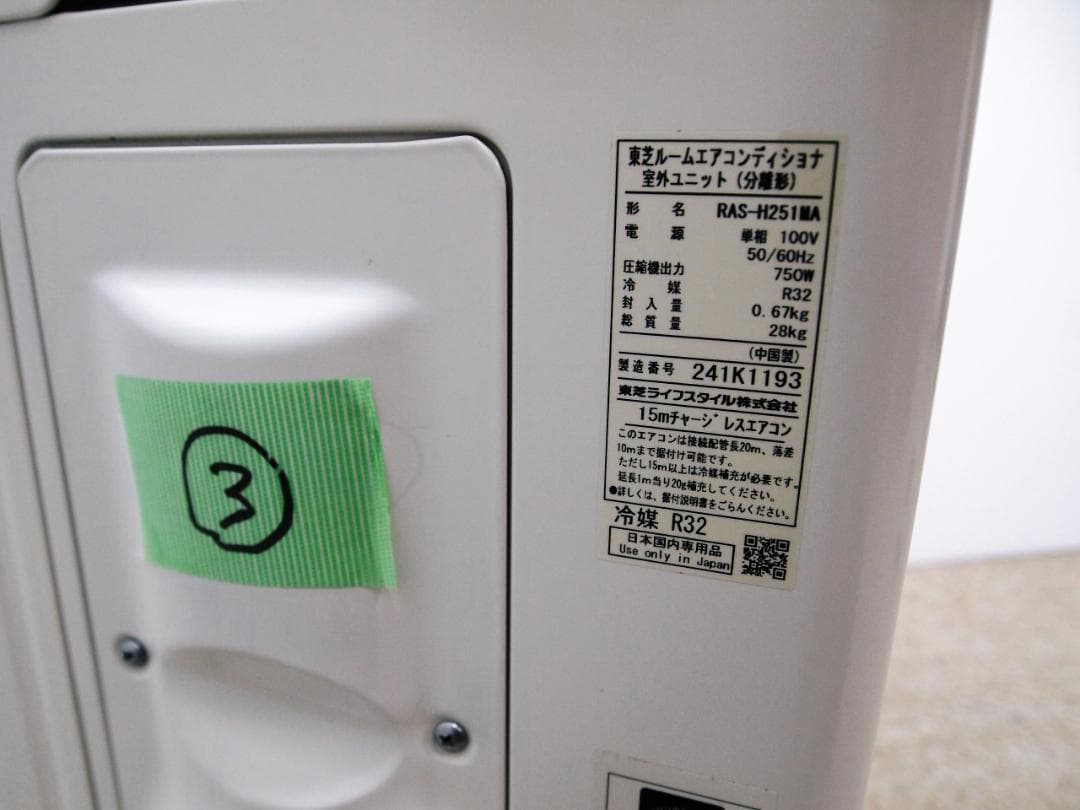 東芝ルームエアコンディショナ
室外ユニット(分離形)
形 名 RAS-H251MA
電 源 単相 100V
50/60Hz
圧縮機出力 750W
冷 媒 R32
封入量 0.67kg
総質量 28kg
(中国製)
製造番号 241K1193
東芝ライフスタイル株式会社
15mチャージレスエアコン
このエアコンは接続配管長20m、落差
10mまで据付け可能です。
ただし15m以上は冷媒補充が必要です。
延長1m当り20g補充してください。
●詳しくは、据付説明書をごらんください。
冷媒 R32
日本国内専用品
Use only in Japan
③